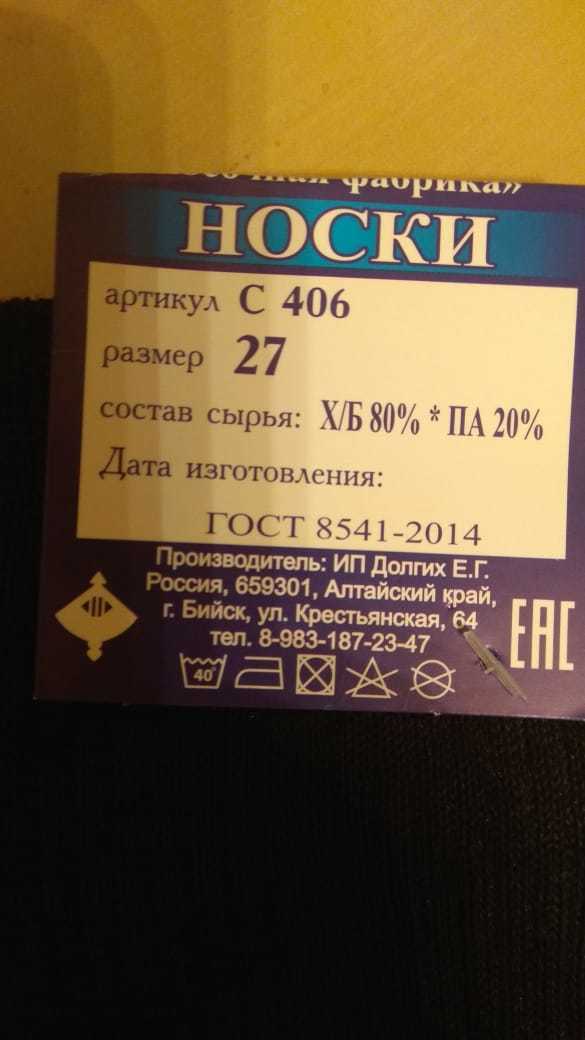 фабрика»
НОСКИ
артикул С 406
размер 27
состав сырья: Х/Б 80% * ПА 20%
Дата изготовления:
ГОСТ 8541-2014
Производитель: ИП Долгих Е.Г.
Россия, 659301, Алтайский край,
г. Бийск, ул. Крестьянская, 64
тел. 8-983-187-23-47
EAC
40°